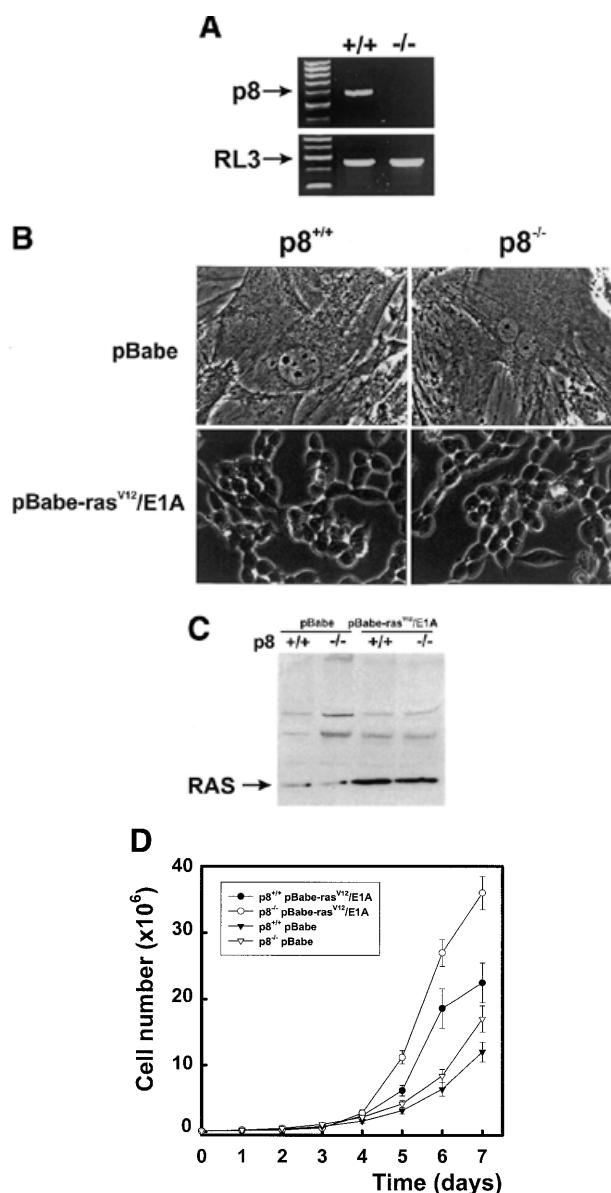 A
+/+ -/-
p8
RL3
B
p8+/+ p8-/-
pBabe
pBabe-rasV12/E1A
C
pBabe pBabe-rasV12/E1A
p8 +/+ -/- +/+ -/-
RAS
D
40
30
20
10
0
Cell number (x10⁶)
p8+/+ pBabe-rasV12/E1A
p8-/- pBabe-rasV12/E1A
p8+/+ pBabe
p8-/- pBabe
0 1 2 3 4 5 6 7
Time (days)